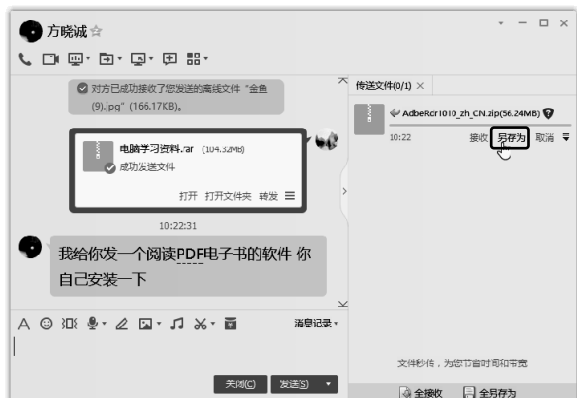 方晓诚
对方已成功接收了您发送的离线文件“金鱼
(9).pq” (166.17KB)。
电脑学习资料.rar (104.32MB)
成功发送文件
打开 打开文件夹 转发
10:22:31
我给你发一个阅读PDF电子书的软件 你
自己安装一下
消息记录
关闭(C) 发送(S)
传送文件(0/1)
AdbeRcr1010_zh_CN.zip(56.24MB)
10:22 接收 另存为 取消
文件秒传，为您节省时间和带宽
全接收 全另存为